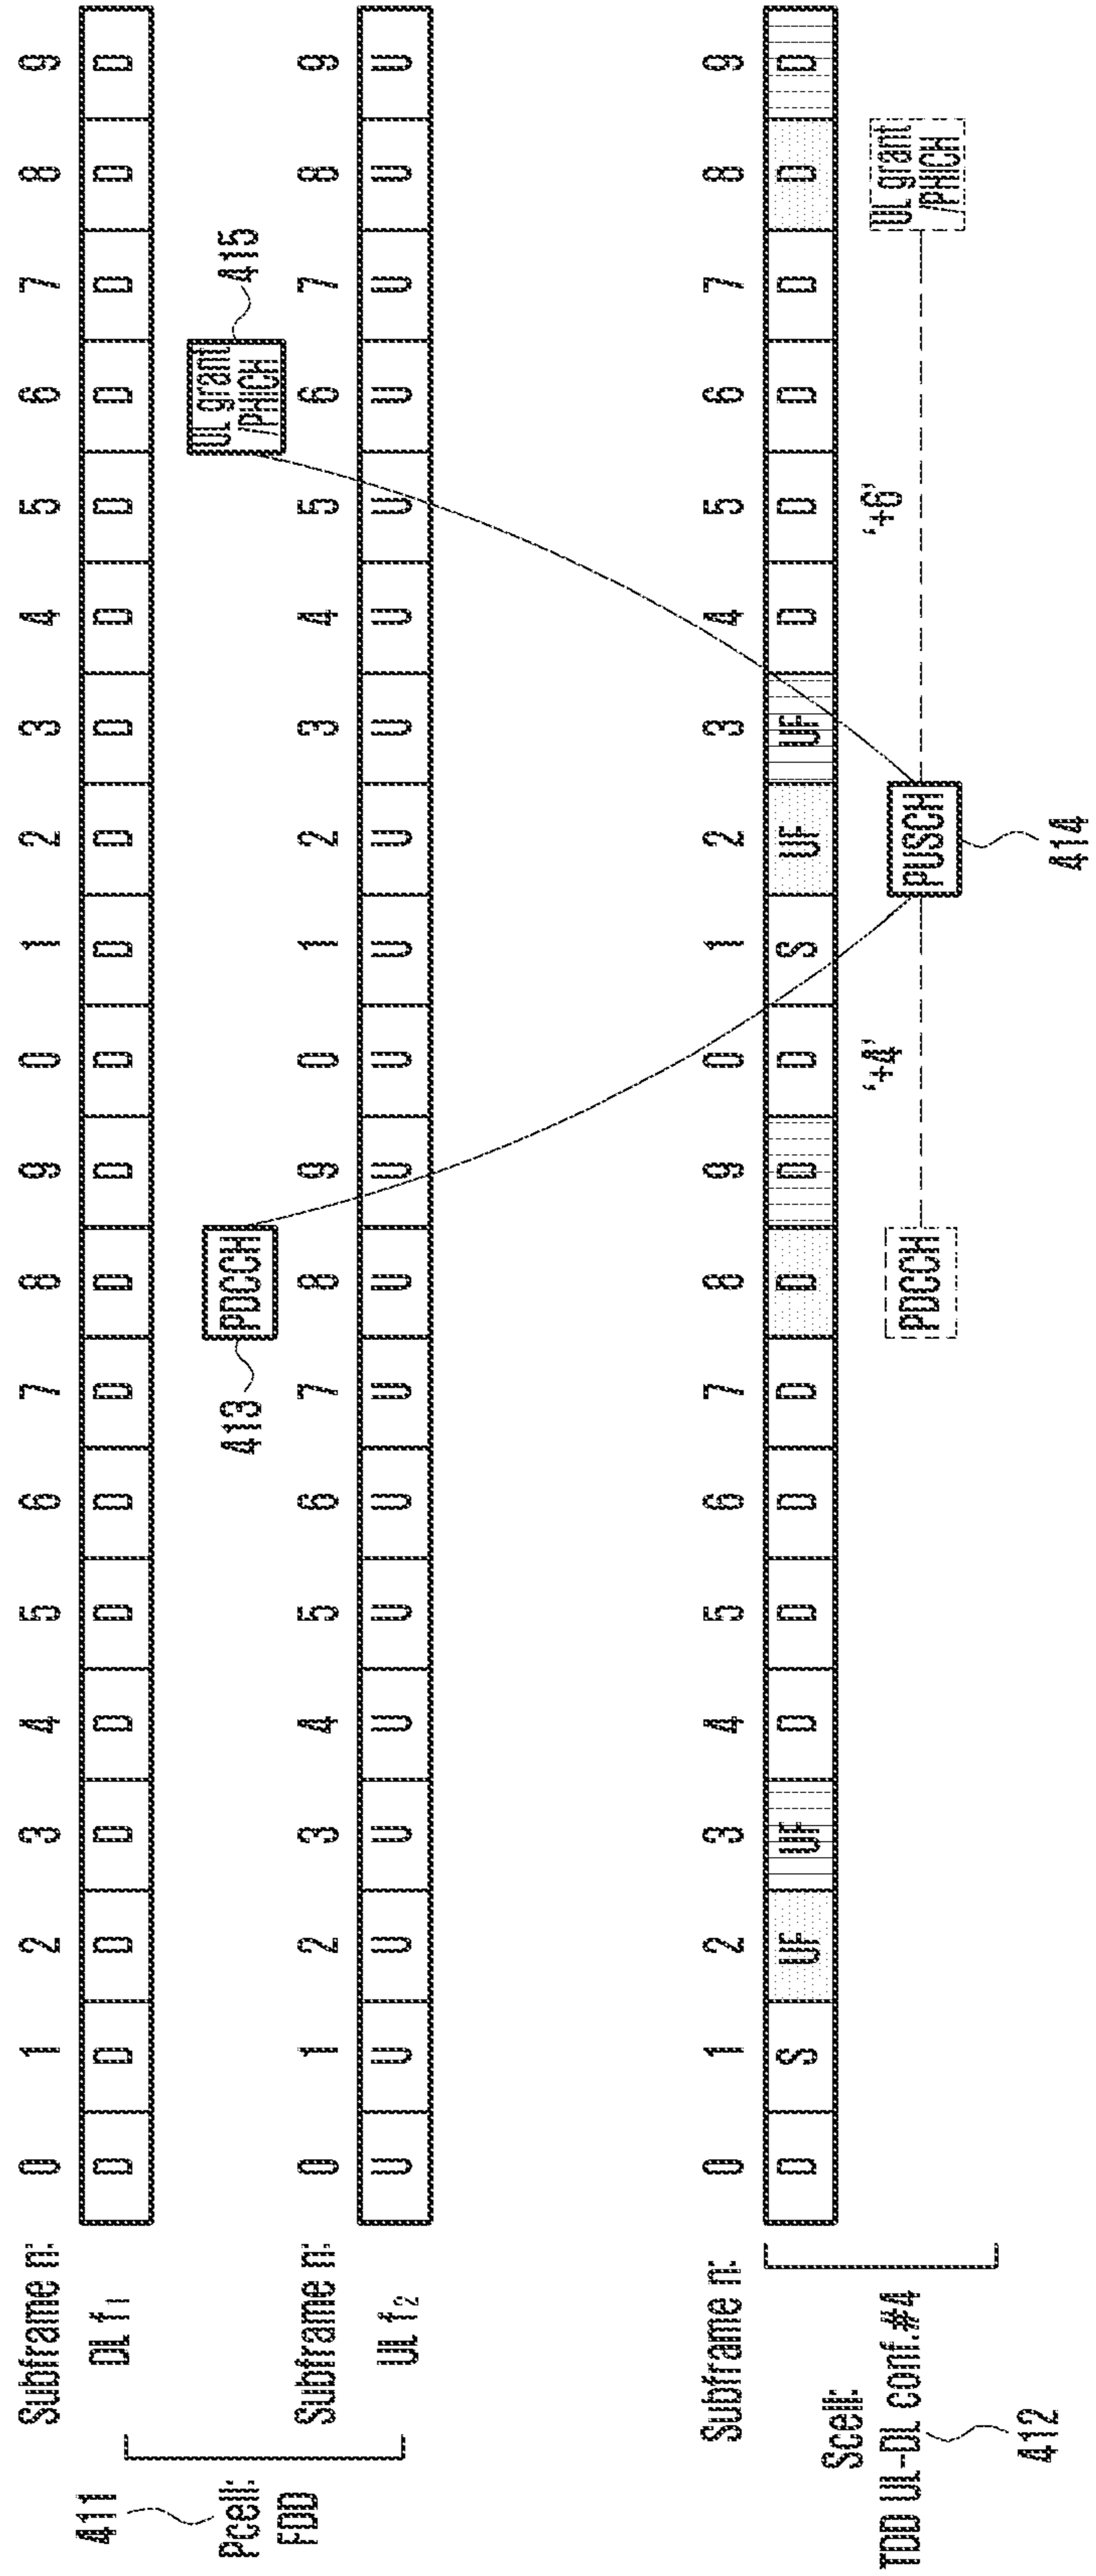 411
Pcell:
FDD
Subframe n: 0 1 2 3 4 5 6 7 8 9 0 1 2 3 4 5 6 7 8 9
DL f1 D D D D D D D D D D D D D D D D D D D D
413 PDCCH
UL grant
/PHICH 415
Subframe n: 0 1 2 3 4 5 6 7 8 9 0 1 2 3 4 5 6 7 8 9
UL f2 U U U U U U U U U U U U U U U U U U U U
Subframe n: 0 1 2 3 4 5 6 7 8 9 0 1 2 3 4 5 6 7 8 9
D S UF UF D D D D D D D S UF UF D D D D D D
Scell:
TDD UL-DL conf.#4
412
'+4' '+6'
PDCCH PUSCH UL grant
/PHICH
414